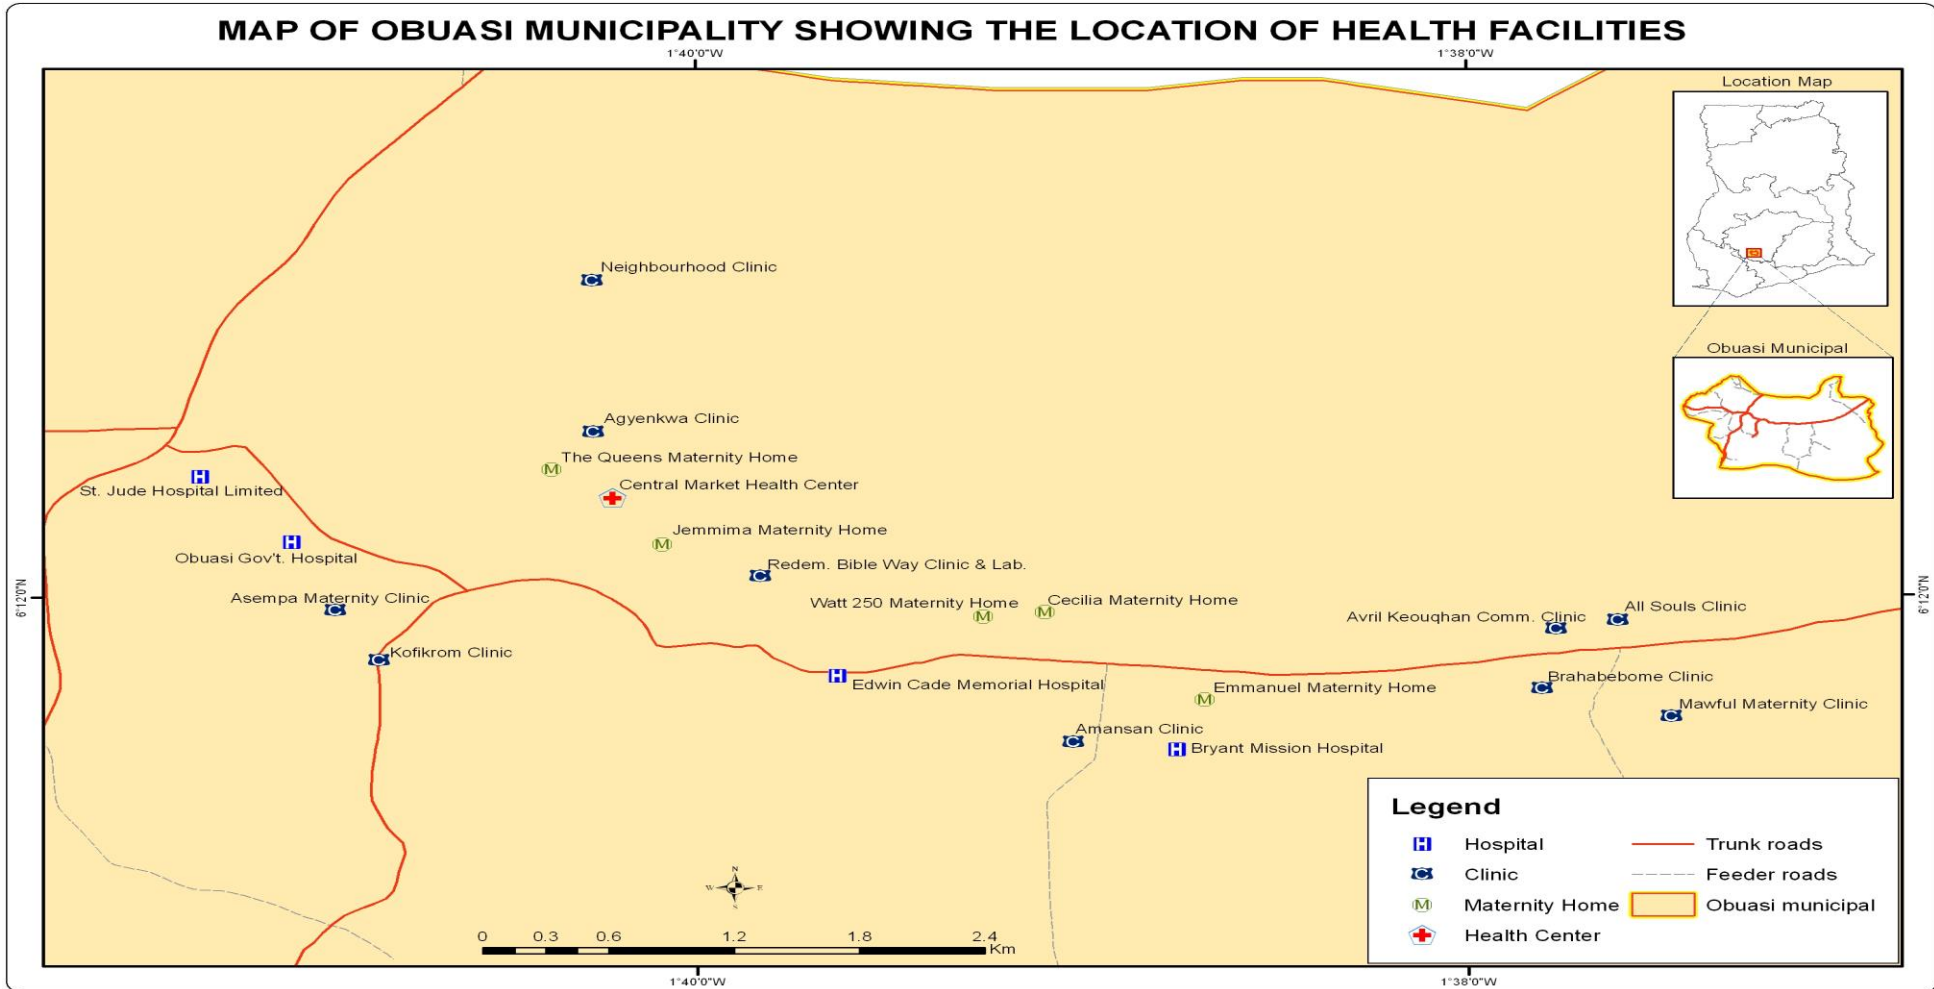 MAP OF OBUASI MUNICIPALITY SHOWING THE LOCATION OF HEALTH FACILITIES
1°40'0"W
1°38'0"W
Location Map
Neighbourhood Clinic
Obuasi Municipal
Agyenkwa Clinic
The Queens Maternity Home
Central Market Health Center
St. Jude Hospital Limited
Jemmima Maternity Home
Obuasi Gov't. Hospital
Redem. Bible Way Clinic & Lab.
6°12'0"N
6°12'0"N
Asempa Maternity Clinic
Watt 250 Maternity Home
Cecilia Maternity Home
Avril Keouqhan Comm. Clinic
All Souls Clinic
Kofikrom Clinic
Edwin Cade Memorial Hospital
Emmanuel Maternity Home
Brahabebome Clinic
Mawful Maternity Clinic
Amansan Clinic
Bryant Mission Hospital
Legend
H Hospital
C Clinic
M Maternity Home
Health Center
Trunk roads
Feeder roads
Obuasi municipal
N
W E
S
0 0.3 0.6 1.2 1.8 2.4
Km
1°40'0"W
1°38'0"W